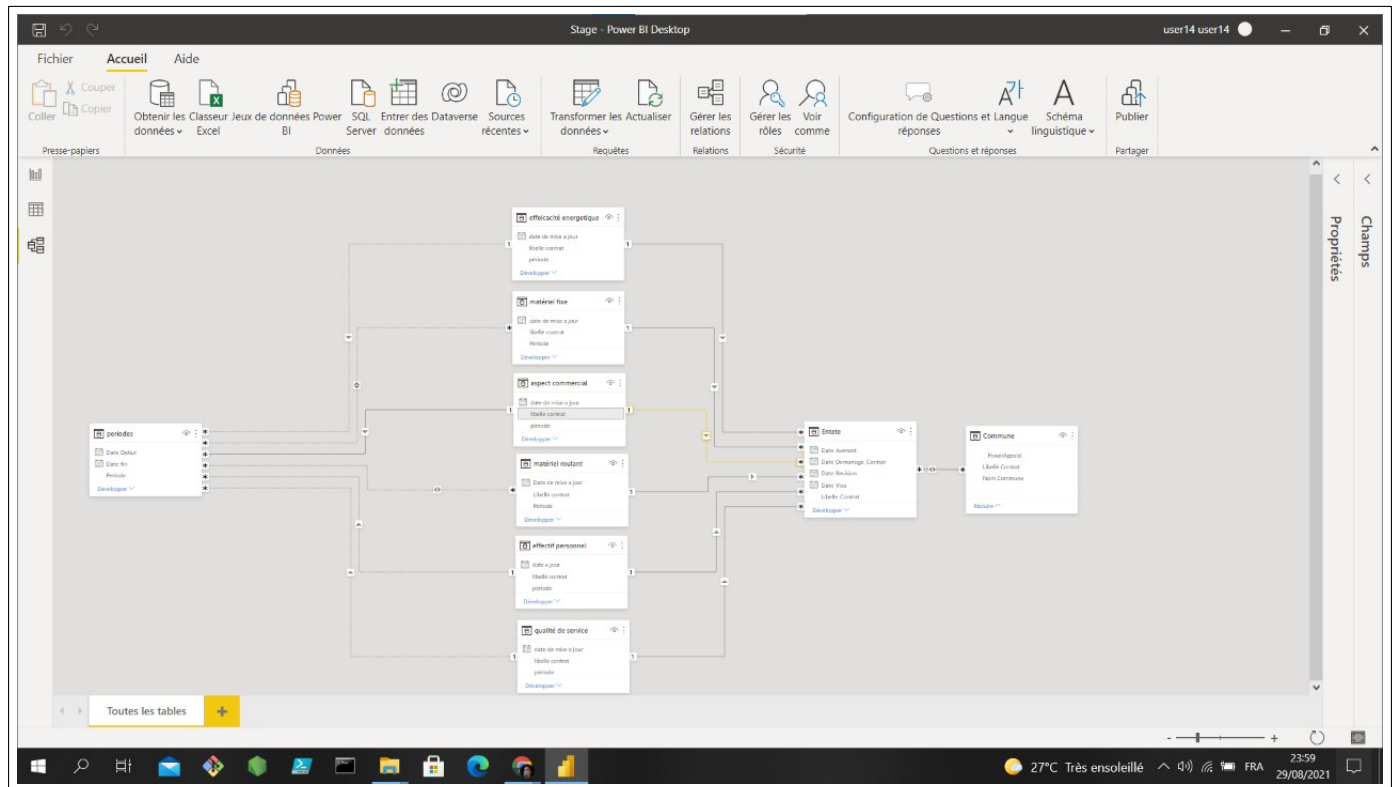 Stage - Power BI Desktop
user14 user14
Fichier Accueil Aide
Coller
Couper
Copier
Obtenir les données
Classeur Excel
Jeux de données Power BI
SQL Server
Entrer des données
Dataverse
Sources récentes
Transformer les données
Actualiser
Gérer les relations
Gérer les rôles
Voir comme
Configuration de Questions et réponses
Langue
Schéma linguistique
Publier
Presse-papiers
Données
Requêtes
Relations
Sécurité
Questions et réponses
Partager
Propriétés
Champs
effeicacité energetique
date de mise a jour
libelle contrat
période
Développer
matériel fixe
date de mise a jour
libellé contrat
Période
Développer
aspect commercial
date de mise a jour
libelle contrat
période
Développer
periodes
Date Debut
Date fin
Periode
Développer
matériel roulant
Date de mise a jour
Libellé contrat
Période
Développer
Entete
Date Avenant
Date Demarrage_Contrat
Date Revision
Date Visa
Libelle_Contrat
Développer
Commune
PowerAppsId
Libellé Contrat
Nom Commune
Réduire
effectif personnel
date a jour
libellé contrat
période
Développer
qualité de service
date de mise a jour
libelle contrat
période
Développer
Toutes les tables
27°C Très ensoleillé
FRA
23:59
29/08/2021